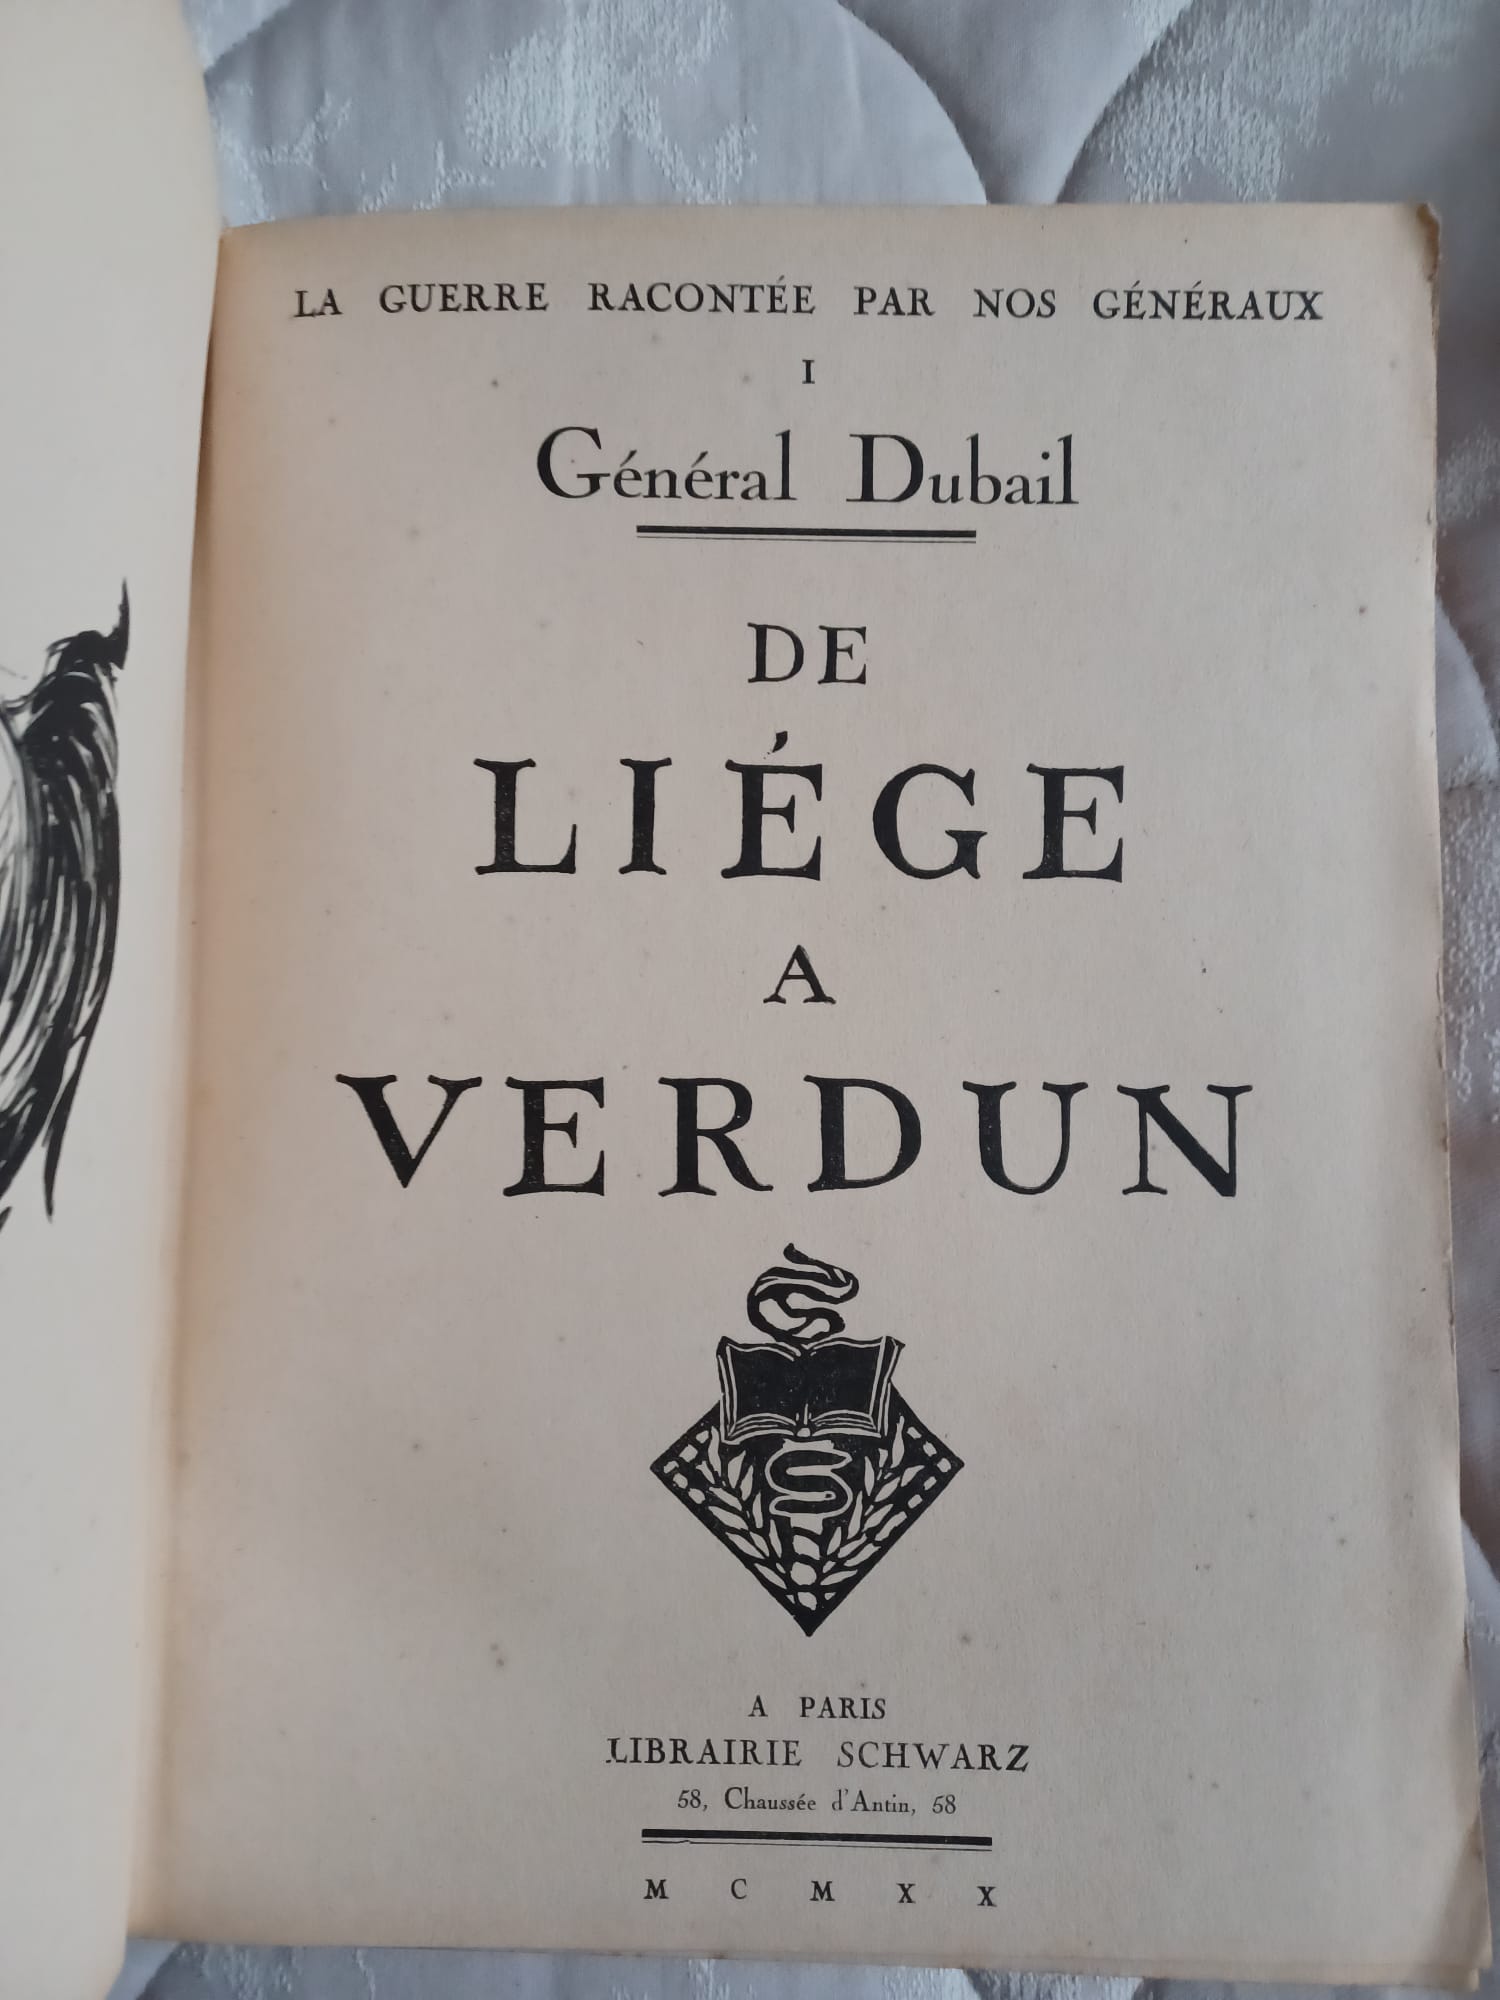 LA GUERRE RACONTÉE PAR NOS GÉNÉRAUX
I
Général Dubail
DE
LIÉGE
A
VERDUN
S
A PARIS
LIBRAIRIE SCHWARZ
58, Chaussée d'Antin, 58
M C M X X